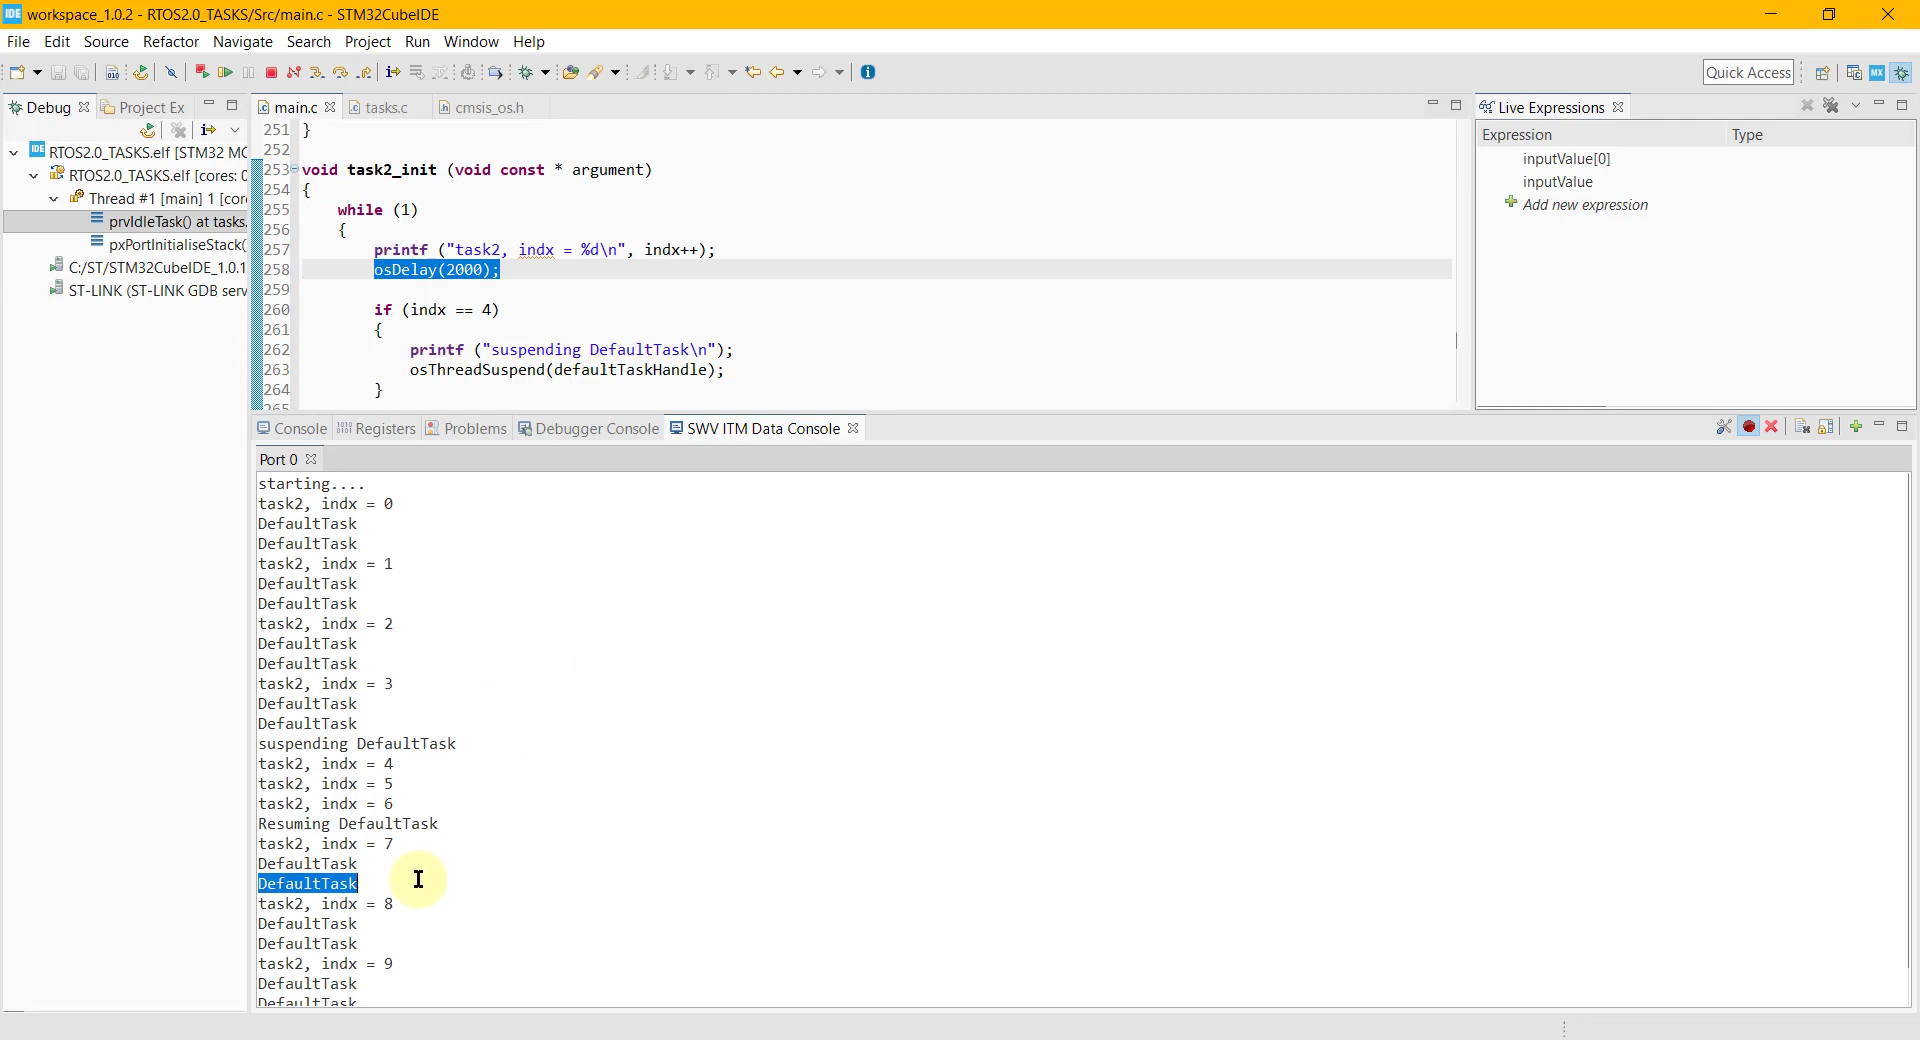 IDE workspace_1.0.2 - RTOS2.0_TASKS/Src/main.c - STM32CubeIDE
File Edit Source Refactor Navigate Search Project Run Window Help
Quick Access
MX
Debug Project Ex
main.c tasks.c cmsis_os.h
Live Expressions
IDE RTOS2.0_TASKS.elf [STM32 MC
RTOS2.0_TASKS.elf [cores: 0
Thread #1 [main] 1 [cor
prvIdleTask() at tasks.
pxPortInitialiseStack(
C:/ST/STM32CubeIDE_1.0.1
ST-LINK (ST-LINK GDB serv
251 }
252
253 void task2_init (void const * argument)
254 {
255 while (1)
256 {
257 printf ("task2, indx = %d\n", indx++);
258 osDelay(2000);
259
260 if (indx == 4)
261 {
262 printf ("suspending DefaultTask\n");
263 osThreadSuspend(defaultTaskHandle);
264 }
265
Expression Type
inputValue[0]
inputValue
Add new expression
Console Registers Problems Debugger Console SWV ITM Data Console
Port 0
starting....
task2, indx = 0
DefaultTask
DefaultTask
task2, indx = 1
DefaultTask
DefaultTask
task2, indx = 2
DefaultTask
DefaultTask
task2, indx = 3
DefaultTask
DefaultTask
suspending DefaultTask
task2, indx = 4
task2, indx = 5
task2, indx = 6
Resuming DefaultTask
task2, indx = 7
DefaultTask
DefaultTask
task2, indx = 8
DefaultTask
DefaultTask
task2, indx = 9
DefaultTask
DefaultTask